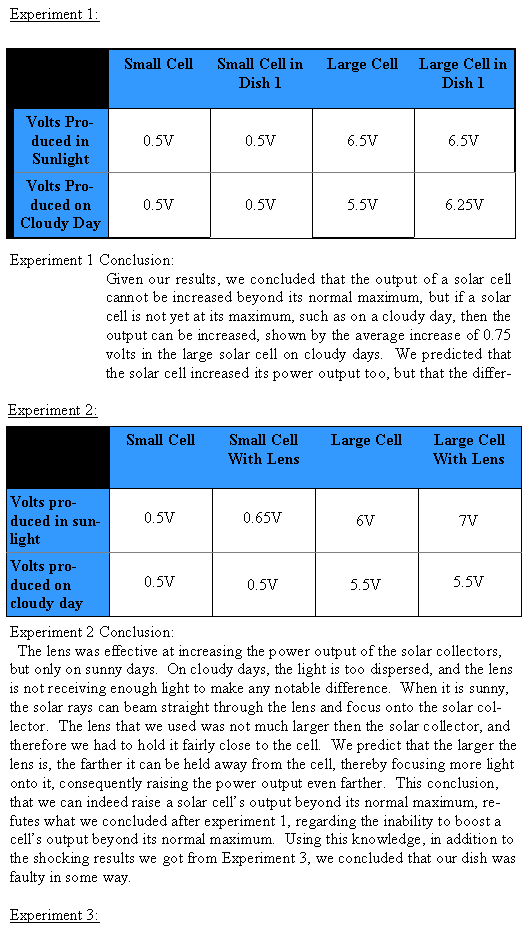 Experiment 1:
Small Cell Small Cell in Large Cell Large Cell in
Dish 1 Dish 1
Volts Pro-
duced in
Sunlight
0.5V 0.5V 6.5V 6.5V
Volts Pro-
duced on
Cloudy Day
0.5V 0.5V 5.5V 6.25V
Experiment 1 Conclusion:
Given our results, we concluded that the output of a solar cell
cannot be increased beyond its normal maximum, but if a solar
cell is not yet at its maximum, such as on a cloudy day, then the
output can be increased, shown by the average increase of 0.75
volts in the large solar cell on cloudy days. We predicted that
the solar cell increased its power output too, but that the differ-
Experiment 2:
Small Cell Small Cell Large Cell Large Cell
With Lens With Lens
Volts pro-
duced in sun-
light
0.5V 0.65V 6V 7V
Volts pro-
duced on
cloudy day
0.5V 0.5V 5.5V 5.5V
Experiment 2 Conclusion:
The lens was effective at increasing the power output of the solar collectors,
but only on sunny days. On cloudy days, the light is too dispersed, and the lens
is not receiving enough light to make any notable difference. When it is sunny,
the solar rays can beam straight through the lens and focus onto the solar col-
lector. The lens that we used was not much larger then the solar collector, and
therefore we had to hold it fairly close to the cell. We predict that the larger the
lens is, the farther it can be held away from the cell, thereby focusing more light
onto it, consequently raising the power output even farther. This conclusion,
that we can indeed raise a solar cell's output beyond its normal maximum, re-
futes what we concluded after experiment 1, regarding the inability to boost a
cell's output beyond its normal maximum. Using this knowledge, in addition to
the shocking results we got from Experiment 3, we concluded that our dish was
faulty in some way.
Experiment 3: